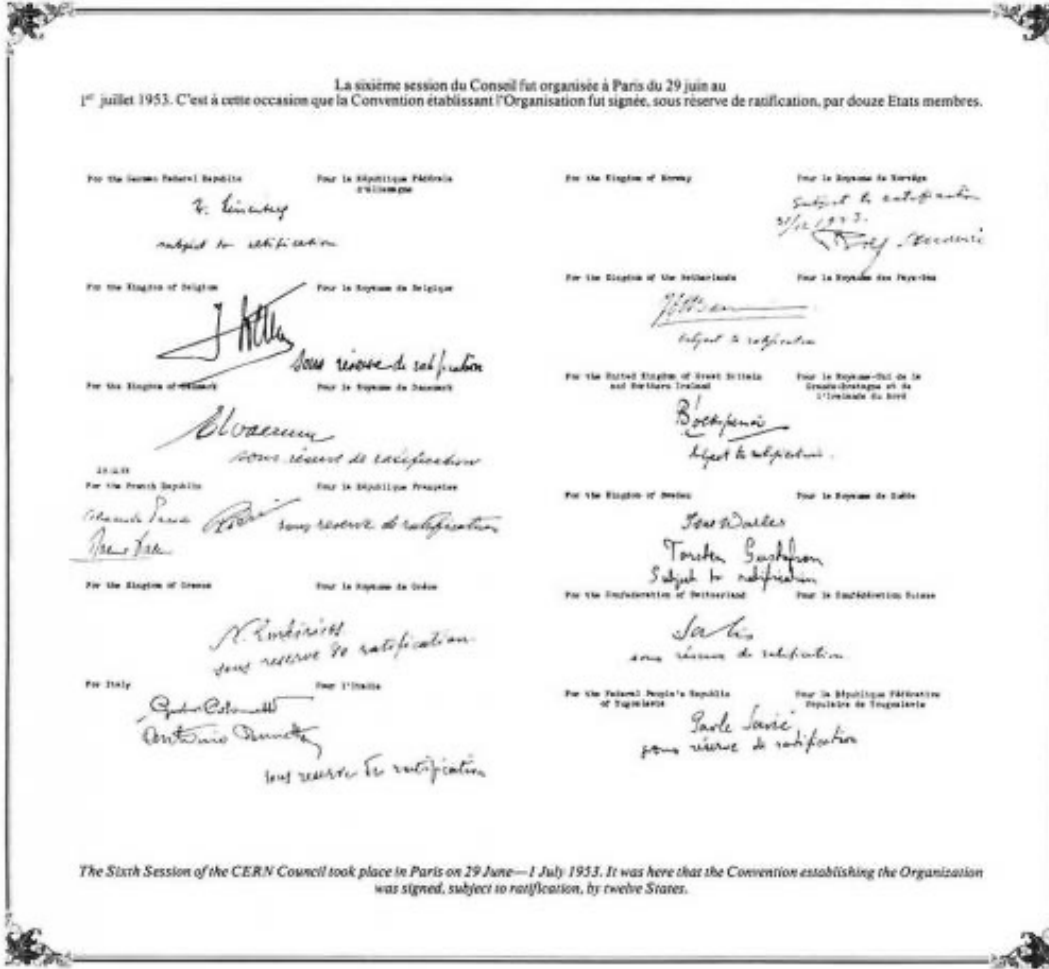 La sixième session du Conseil fut organisée à Paris du 29 juin au
1er juillet 1953. C'est à cette occasion que la Convention établissant l'Organisation fut signée, sous réserve de ratification, par douze Etats membres.
For the German Federal Republic
Pour la République Fédérale
d'Allemagne
subject to ratification
For the Kingdom of Belgium
Pour le Royaume de Belgique
sous réserve de ratification
For the Kingdom of Denmark
Pour le Royaume de Danemark
sous réserve de ratification
For the French Republic
Pour la République Française
sous reserve de ratification
For the Kingdom of Greece
Pour le Royaume de Grèce
sous reserve de ratification
For Italy
Pour l'Italie
Antonio
sous reserve de ratification
For the Kingdom of Norway
Pour le Royaume de Norvège
Subject to ratification
31/12 1953.
Rolf
For the Kingdom of the Netherlands
Pour le Royaume des Pays-Bas
subject to ratification
For the United Kingdom of Great Britain
and Northern Ireland
Pour le Royaume-Uni de la
Grande-Bretagne et de
l'Irelande du Nord
Subject to ratification.
For the Kingdom of Sweden
Pour le Royaume de Suède
Torsten Gustafson
Subject to ratification
For the Confederation of Switzerland
Pour la Confédération Suisse
Salis
sous réserve de ratification
For the Federal People's Republic
of Yugoslavia
Pour la République Fédérative
Populaire de Yougoslavie
Pavle Savić
sous réserve de ratification
The Sixth Session of the CERN Council took place in Paris on 29 June—1 July 1953. It was here that the Convention establishing the Organization
was signed, subject to ratification, by twelve States.